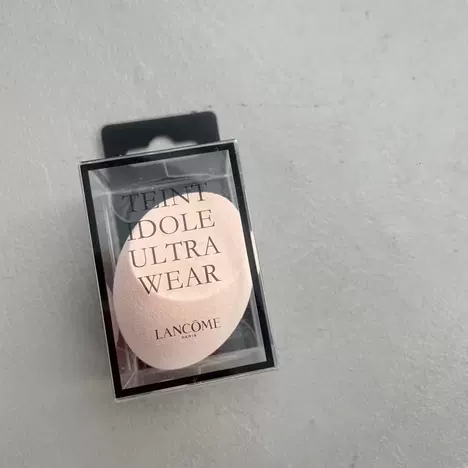 TEINT
IDOLE
ULTRA
WEAR
LANCÔME
PARIS